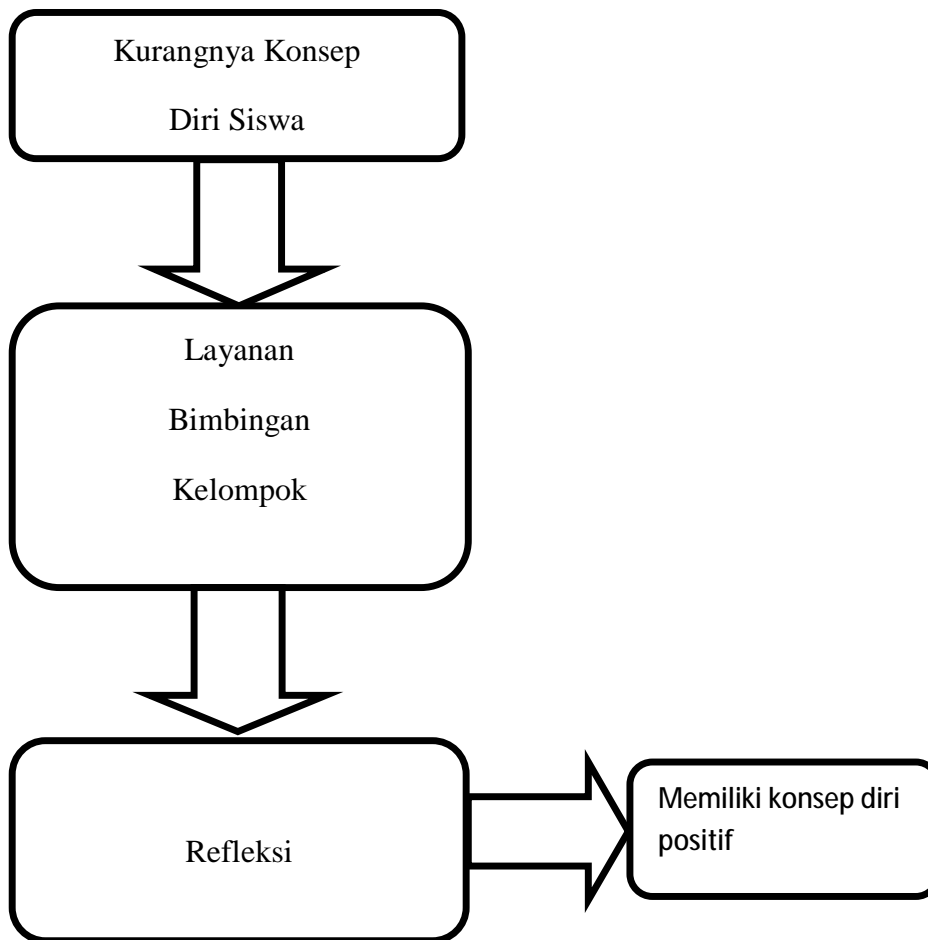 Kurangnya Konsep
Diri Siswa
Layanan
Bimbingan
Kelompok
Refleksi
Memiliki konsep diri
positif